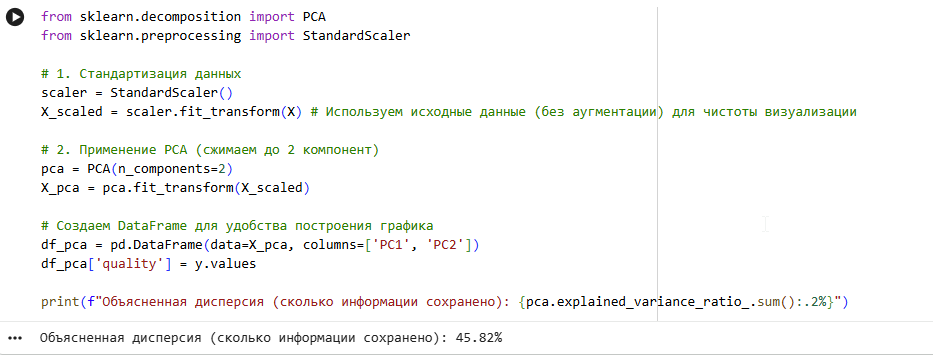 from sklearn.decomposition import PCA
from sklearn.preprocessing import StandardScaler
# 1. Стандартизация данных
scaler = StandardScaler()
X_scaled = scaler.fit_transform(X) # Используем исходные данные (без аугментации) для чистоты визуализации
# 2. Применение PCA (сжимаем до 2 компонент)
pca = PCA(n_components=2)
X_pca = pca.fit_transform(X_scaled)
# Создаем DataFrame для удобства построения графика
df_pca = pd.DataFrame(data=X_pca, columns=['PC1', 'PC2'])
df_pca['quality'] = y.values
print(f"Объясненная дисперсия (сколько информации сохранено): {pca.explained_variance_ratio_.sum():.2%}")
Объясненная дисперсия (сколько информации сохранено): 45.82%